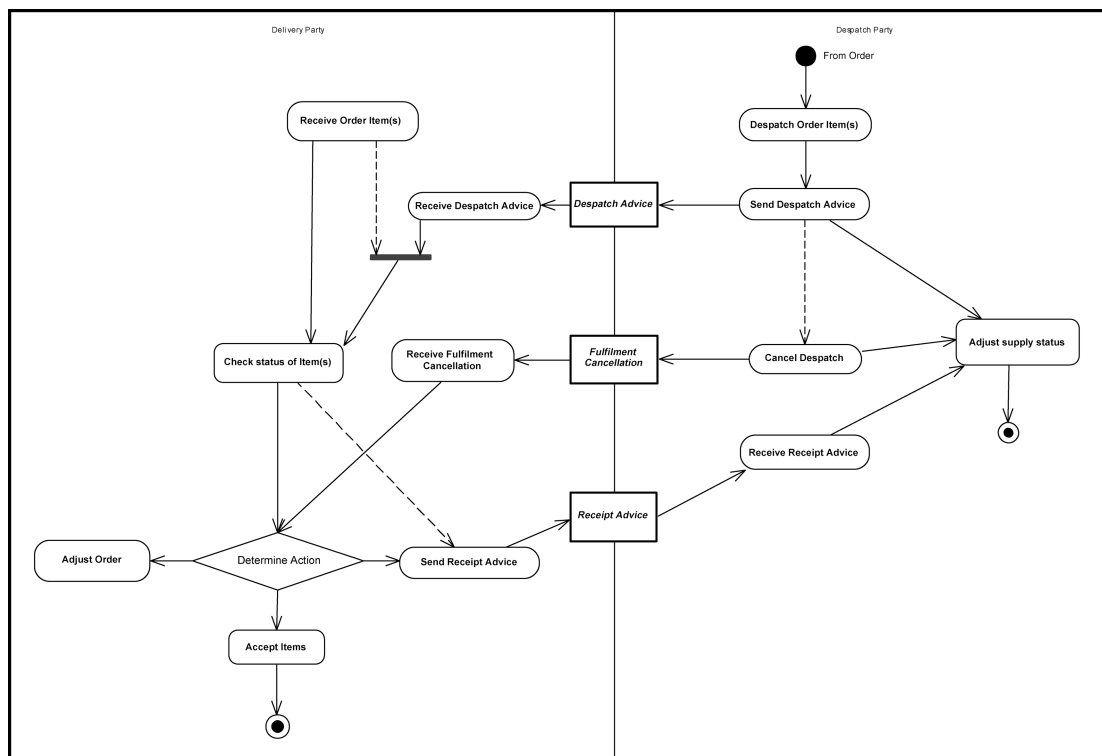 Delivery Party
Despatch Party
From Order
Receive Order Item(s)
Despatch Order Item(s)
Receive Despatch Advice
Despatch Advice
Send Despatch Advice
Check status of Item(s)
Receive Fulfilment
Cancellation
Fulfilment
Cancellation
Cancel Despatch
Adjust supply status
Receive Receipt Advice
Receipt Advice
Adjust Order
Determine Action
Send Receipt Advice
Accept Items